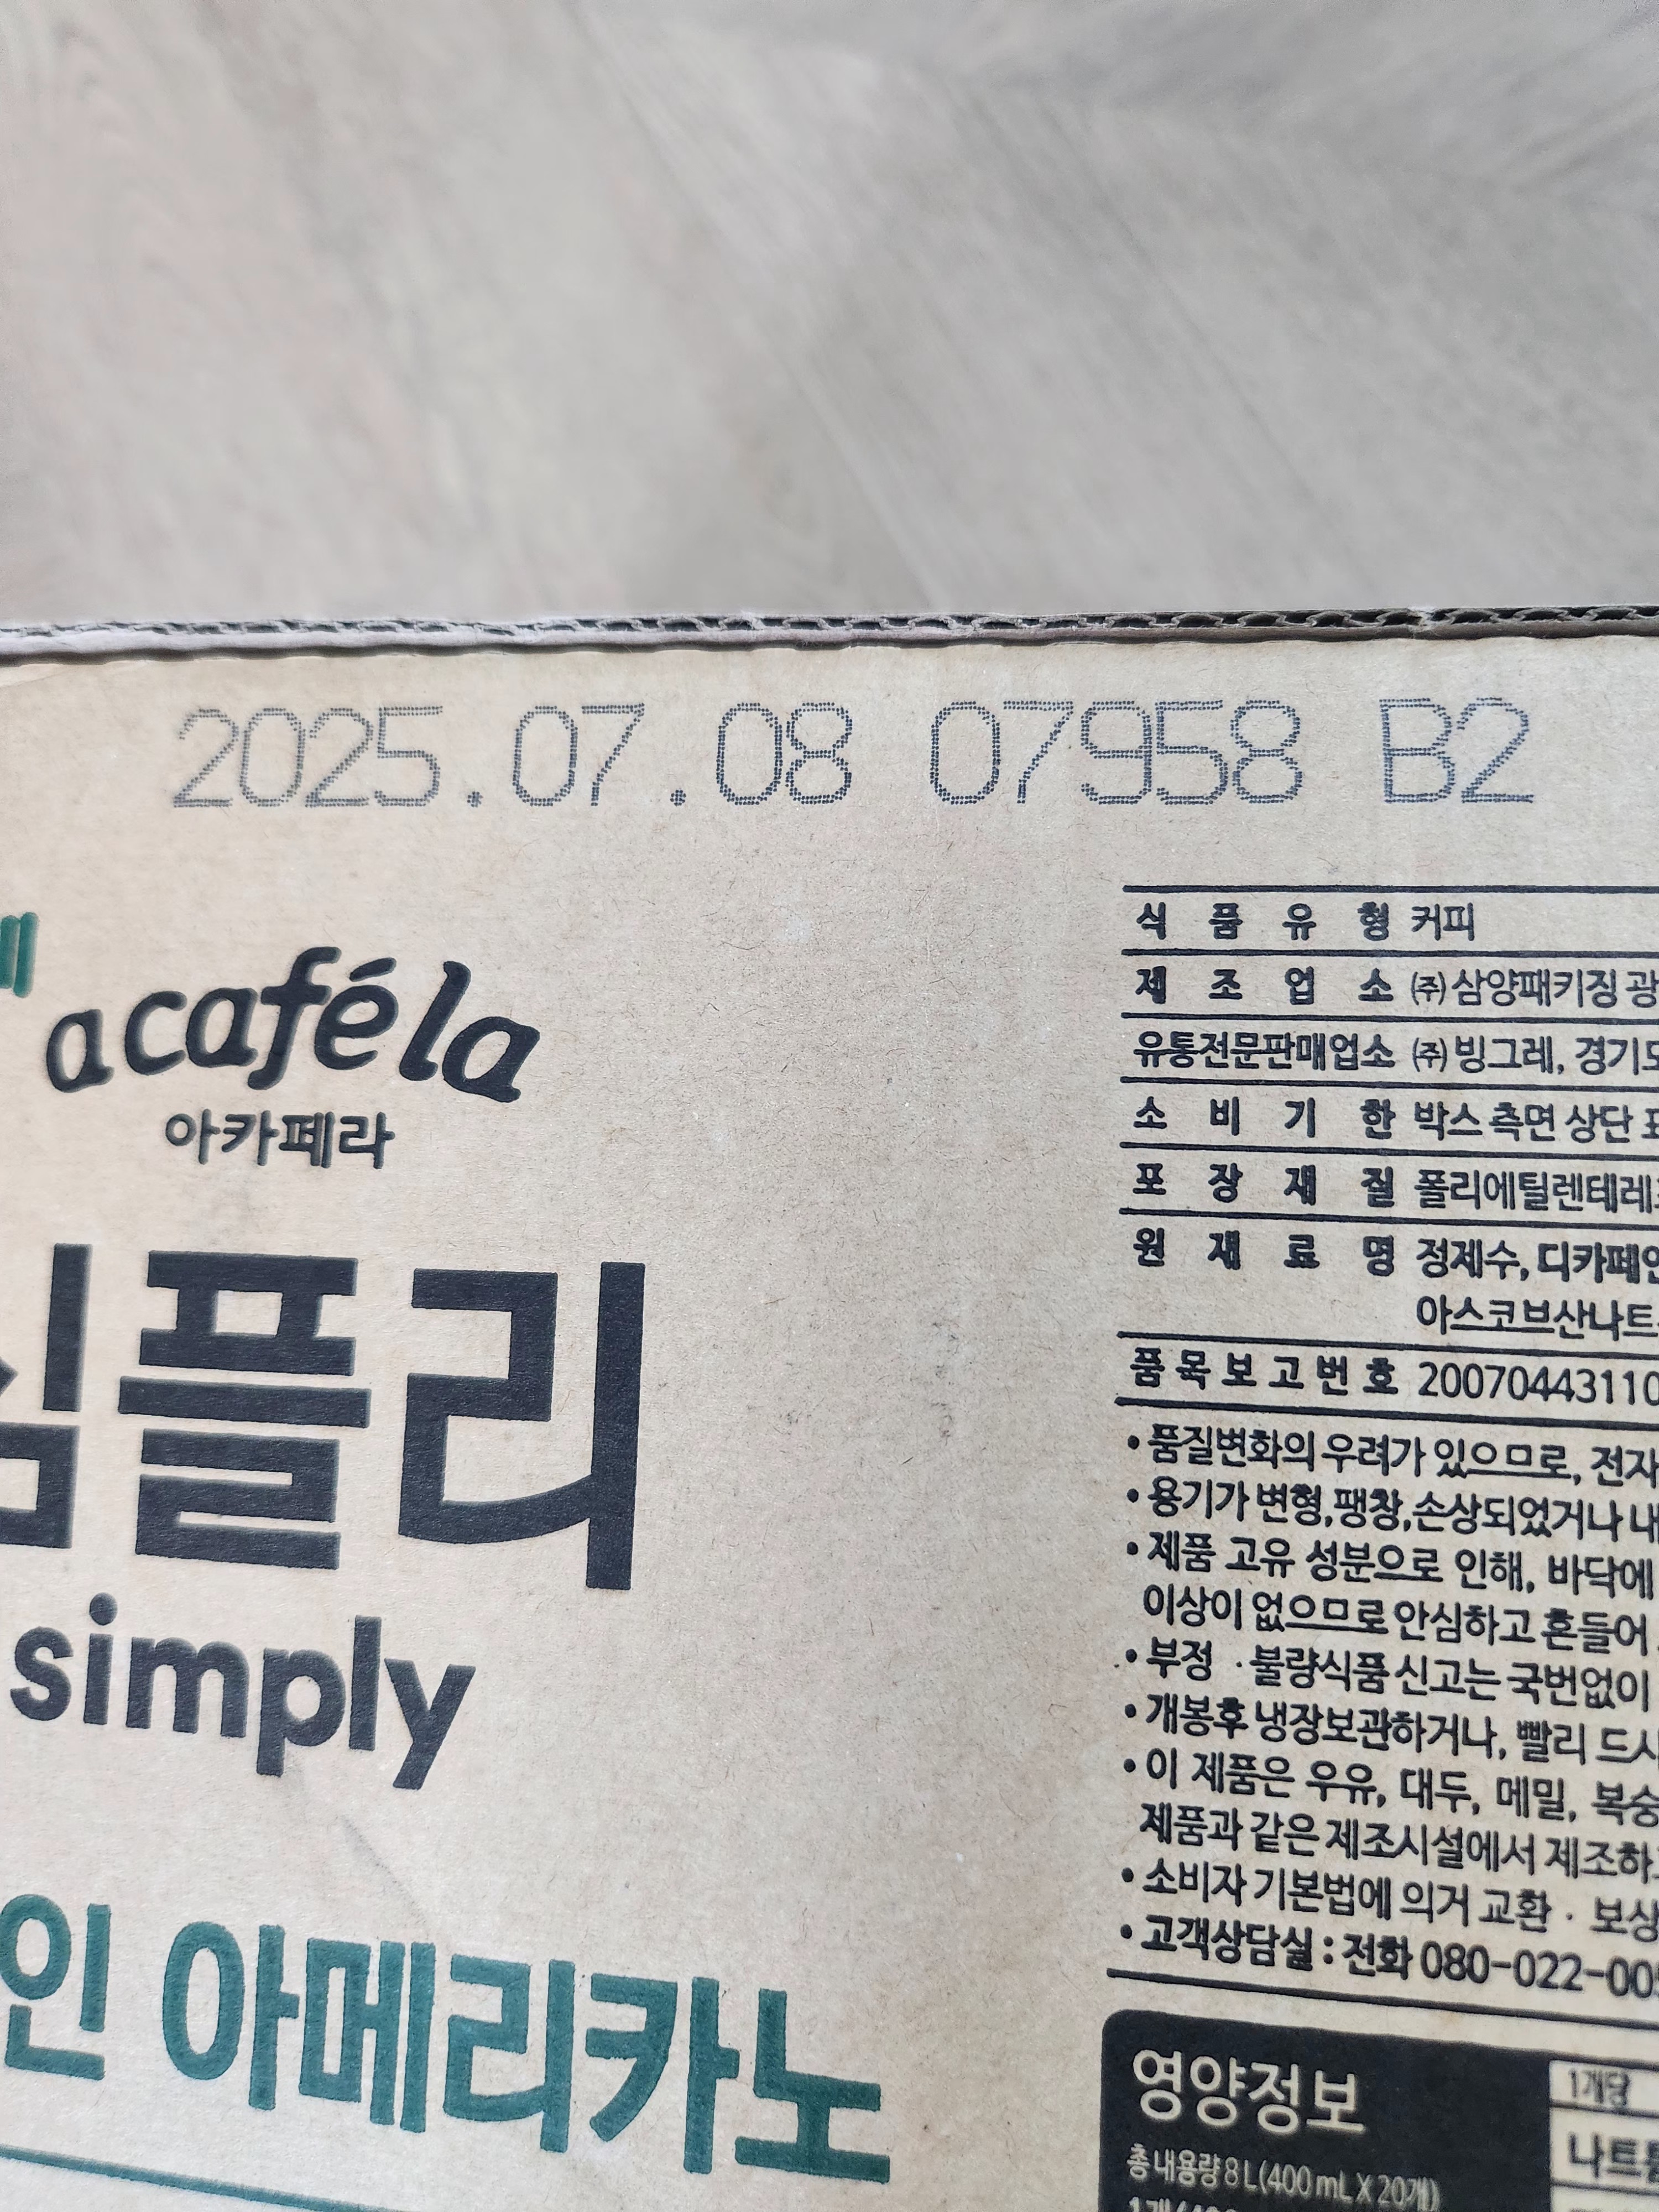 2025.07.08 07958 B2
acaféla
아카페라
심플리
simply
인 아메리카노
식품유형 커피
제조업소 ㈜삼양패키징 광
유통전문판매업소 ㈜빙그레, 경기도
소비기한 박스 측면 상단 표
포장재질 폴리에틸렌테레프
원재료명 정제수, 디카페인
아스코브산나트
품목보고번호 20070443110
•품질변화의 우려가 있으므로, 전자
•용기가 변형,팽창,손상되었거나 내
•제품 고유 성분으로 인해, 바닥에
이상이 없으므로 안심하고 흔들어
•부정 · 불량식품 신고는 국번없이
•개봉후 냉장보관하거나, 빨리 드시
•이 제품은 우유, 대두, 메밀, 복숭
제품과 같은 제조시설에서 제조하
•소비자 기본법에 의거 교환 · 보상
•고객상담실 : 전화 080-022-00
영양정보
총 내용량 8 L(400 mL X 20개)
1개당
나트륨